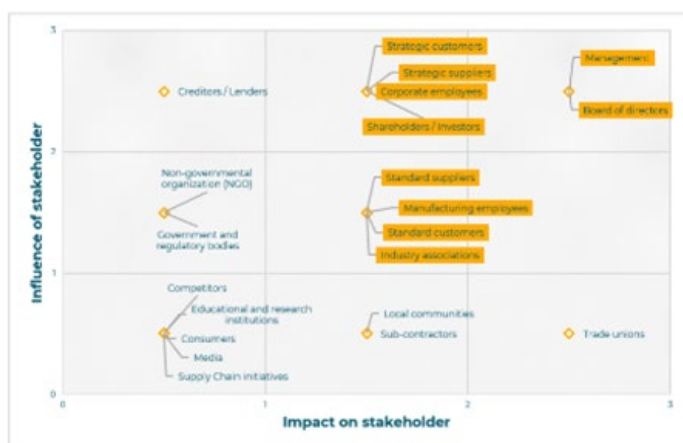 3
Strategic customers
Management
Strategic suppliers
Creditors / Lenders
Corporate employees
Board of directors
Shareholders / Investors
2
Non-governmental
organization (NGO)
Standard suppliers
Manufacturing employees
Government and
regulatory bodies
Standard customers
Industry associations
1
Competitors
Educational and research
institutions
Local communities
Consumers
Sub-contractors
Trade unions
Media
Supply Chain initiatives
0
0
1
2
3
Influence of stakeholder
Impact on stakeholder